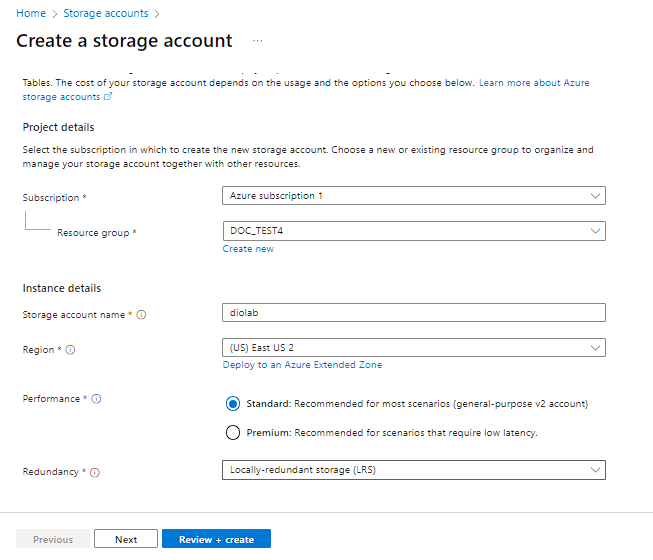 Home > Storage accounts >
Create a storage account ...
Tables. The cost of your storage account depends on the usage and the options you choose below. Learn more about Azure
storage accounts
Project details
Select the subscription in which to create the new storage account. Choose a new or existing resource group to organize and
manage your storage account together with other resources.
Subscription *
Azure subscription 1
Resource group *
DOC_TEST4
Create new
Instance details
Storage account name *
diolab
Region *
(US) East US 2
Deploy to an Azure Extended Zone
Performance *
Standard: Recommended for most scenarios (general-purpose v2 account)
Premium: Recommended for scenarios that require low latency.
Redundancy *
Locally-redundant storage (LRS)
Previous
Next
Review + create